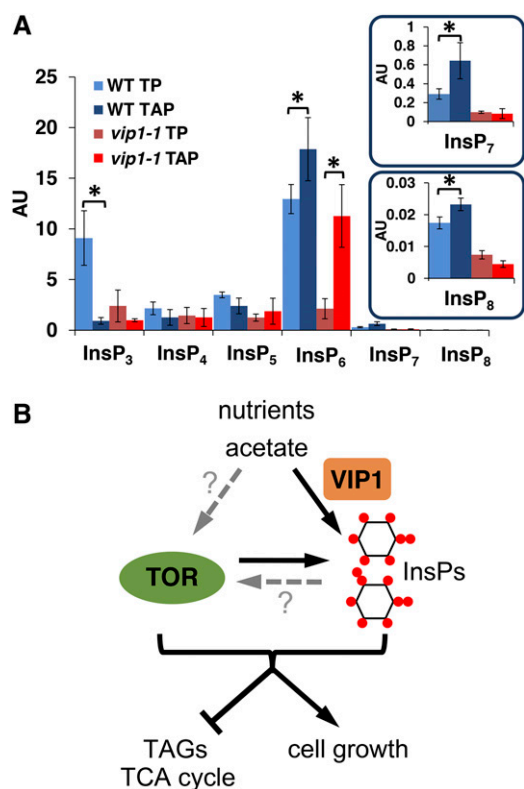 A
25
20
15
10
5
0
AU
WT TP
WT TAP
vip1-1 TP
vip1-1 TAP
*
*
*
InsP3
InsP4
InsP5
InsP6
InsP7
InsP8
1
0.8
0.6
0.4
0.2
0
AU
*
InsP7
0.03
0.02
0.01
0
AU
*
InsP8
B
nutrients
acetate
VIP1
?
TOR
InsPs
?
TAGs
TCA cycle
cell growth